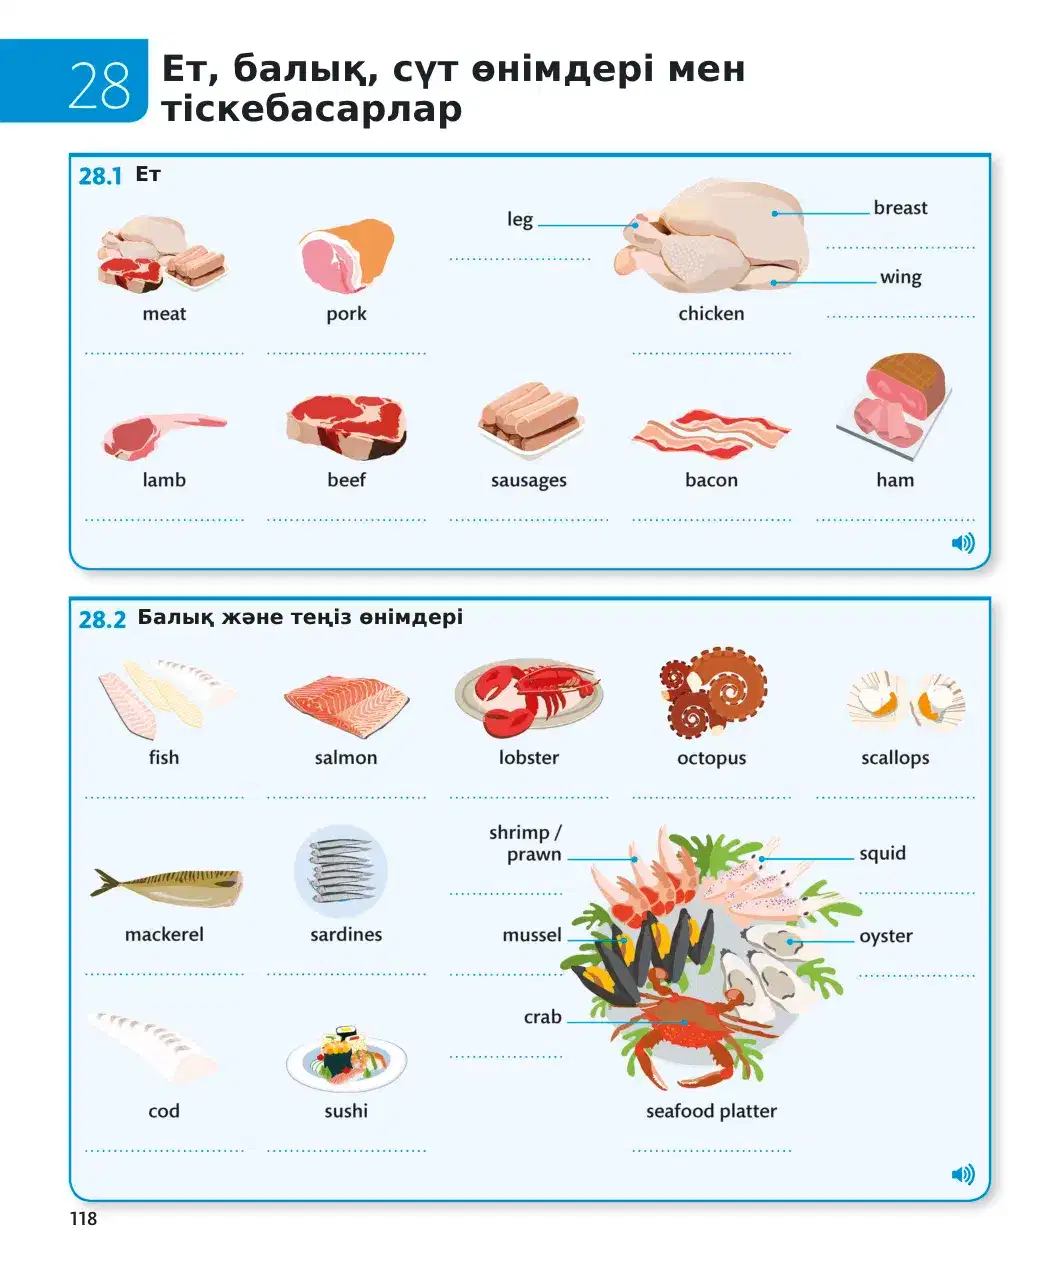 28
Ет, балық, сүт өнімдері мен
тіскебасарлар
28.1 Ет
leg
breast
wing
meat
pork
chicken
lamb
beef
sausages
bacon
ham
28.2 Балық және теңіз өнімдері
fish
salmon
lobster
octopus
scallops
shrimp /
prawn
squid
mackerel
sardines
mussel
oyster
crab
cod
sushi
seafood platter
118